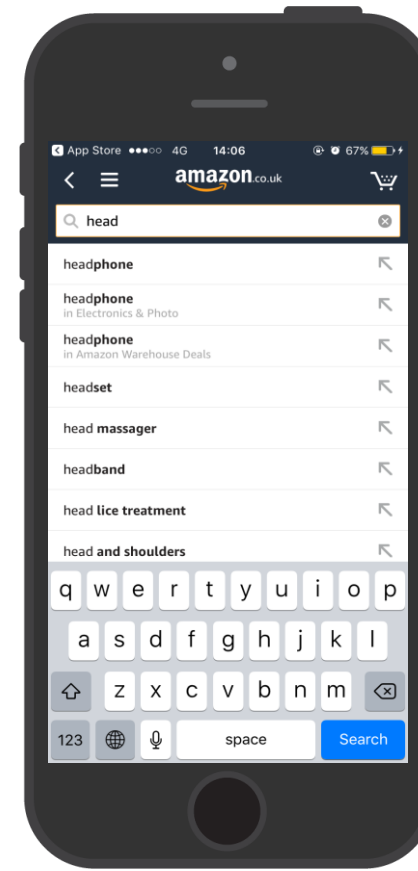 App Store 4G 14:06 67%
amazon.co.uk
head
headphone
headphone
in Electronics & Photo
headphone
in Amazon Warehouse Deals
headset
head massager
headband
head lice treatment
head and shoulders
q w e r t y u i o p
a s d f g h j k l
z x c v b n m
123 space Search